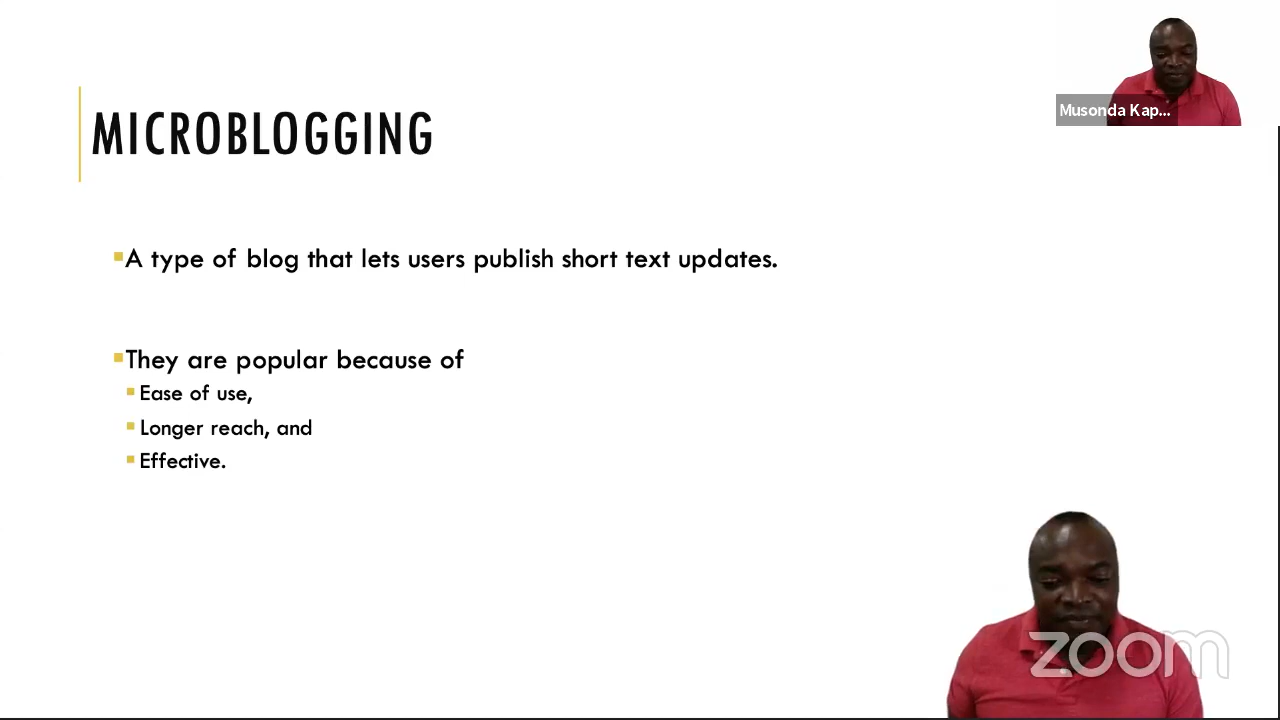 Musonda Kap...
MICROBLOGGING
A type of blog that lets users publish short text updates.
They are popular because of
Ease of use,
Longer reach, and
Effective.
zoom